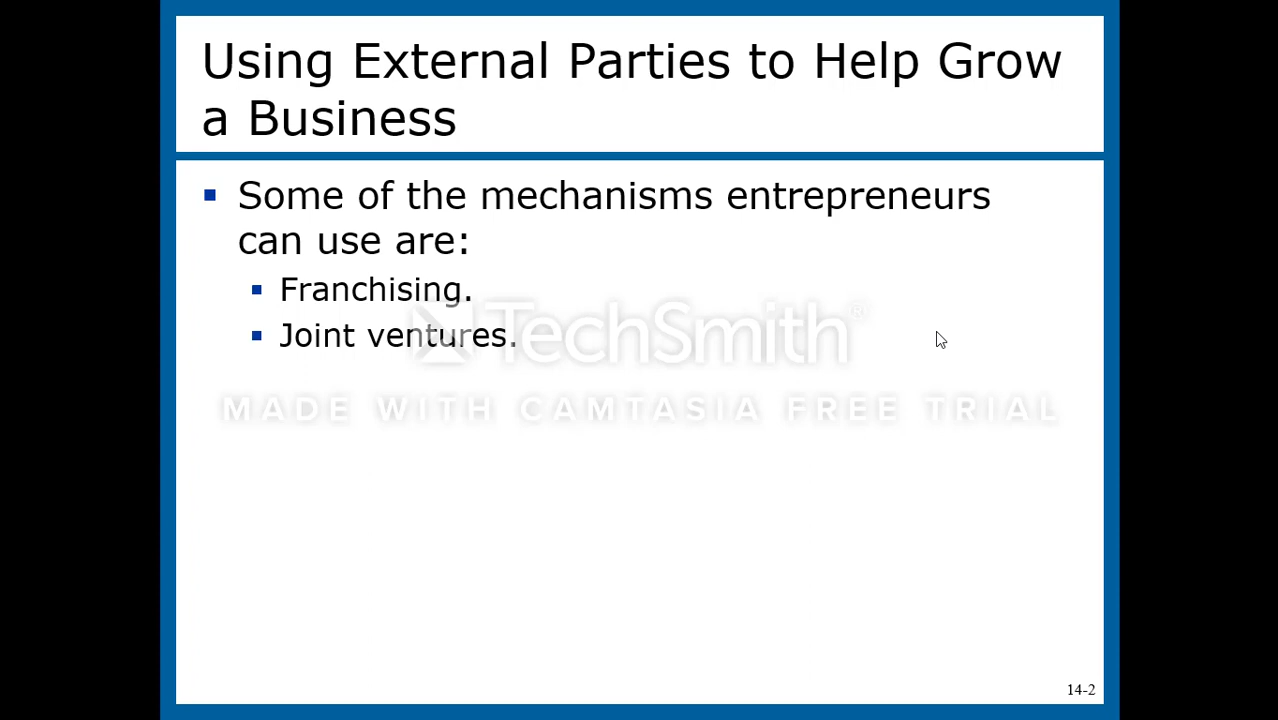 Using External Parties to Help Grow
a Business
▪ Some of the mechanisms entrepreneurs
can use are:
▪ Franchising.
▪ Joint ventures.
TechSmith®
MADE WITH CAMTASIA FREE TRIAL
14-2